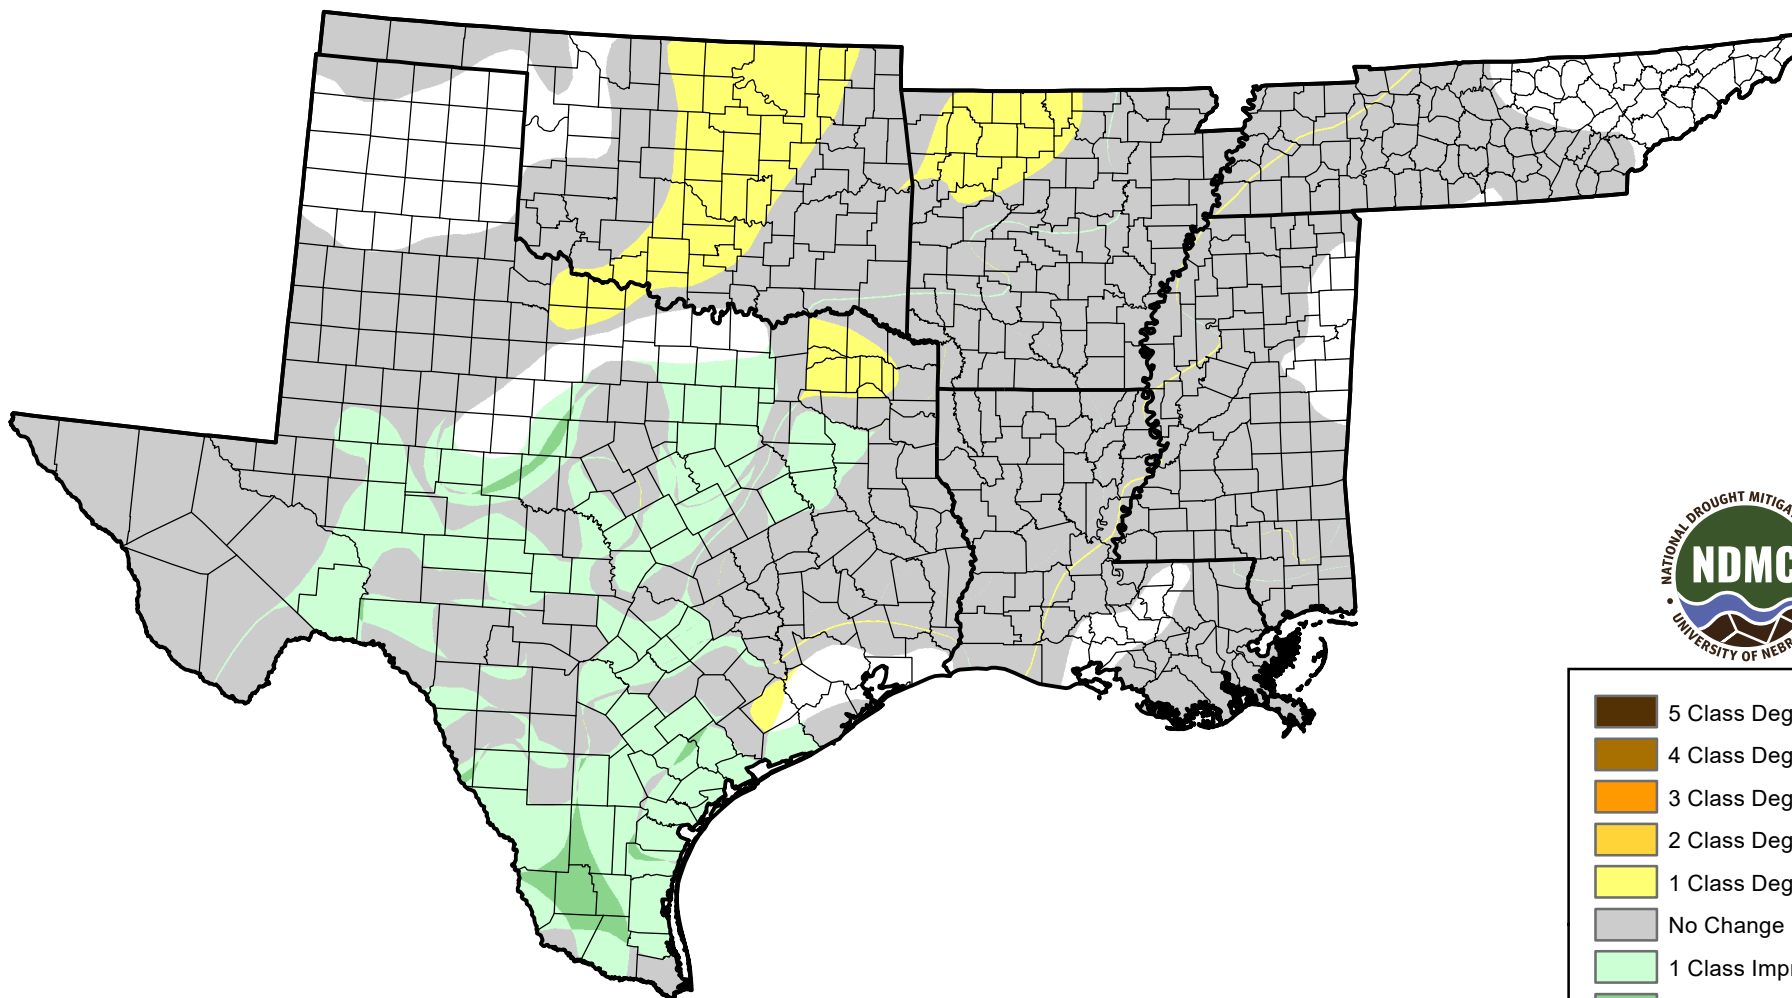 NATIONAL DROUGHT MITIGA
NDMC
UNIVERSITY OF NEBR
5 Class Deg
4 Class Deg
3 Class Deg
2 Class Deg
1 Class Deg
No Change
1 Class Impr